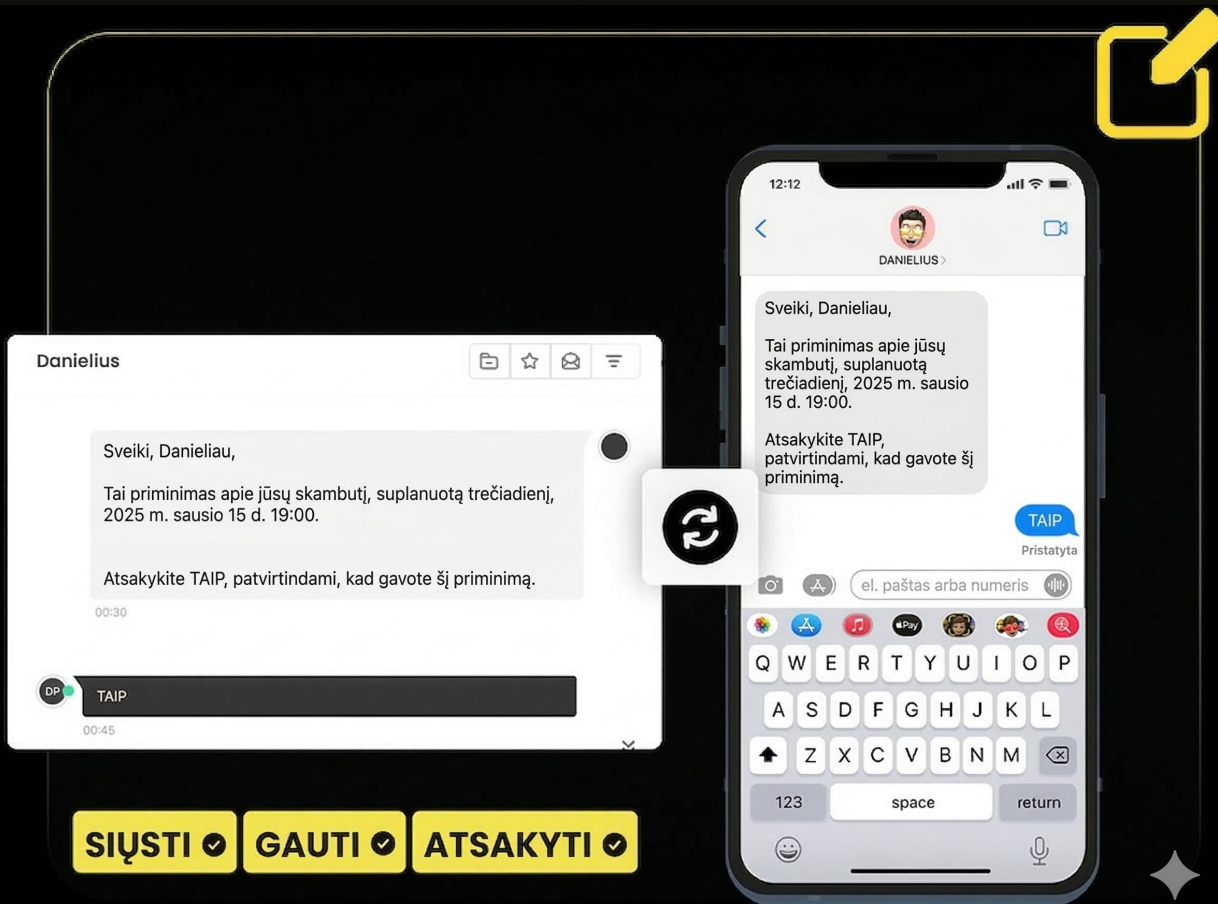 Danielius
Sveiki, Danieliau,
Tai priminimas apie jūsų skambutį, suplanuotą trečiadienį,
2025 m. sausio 15 d. 19:00.
Atsakykite TAIP, patvirtindami, kad gavote šį priminimą.
00:30
DP
TAIP
00:45
SIŲSTI
GAUTI
ATSAKYTI
12:12
DANIELIUS
Sveiki, Danieliau,
Tai priminimas apie jūsų
skambutį, suplanuotą
trečiadienį, 2025 m. sausio
15 d. 19:00.
Atsakykite TAIP,
patvirtindami, kad gavote šį
priminimą.
TAIP
Pristatyta
el. paštas arba numeris
Pay
Q W E R T Y U I O P
A S D F G H J K L
Z X C V B N M
123 space return